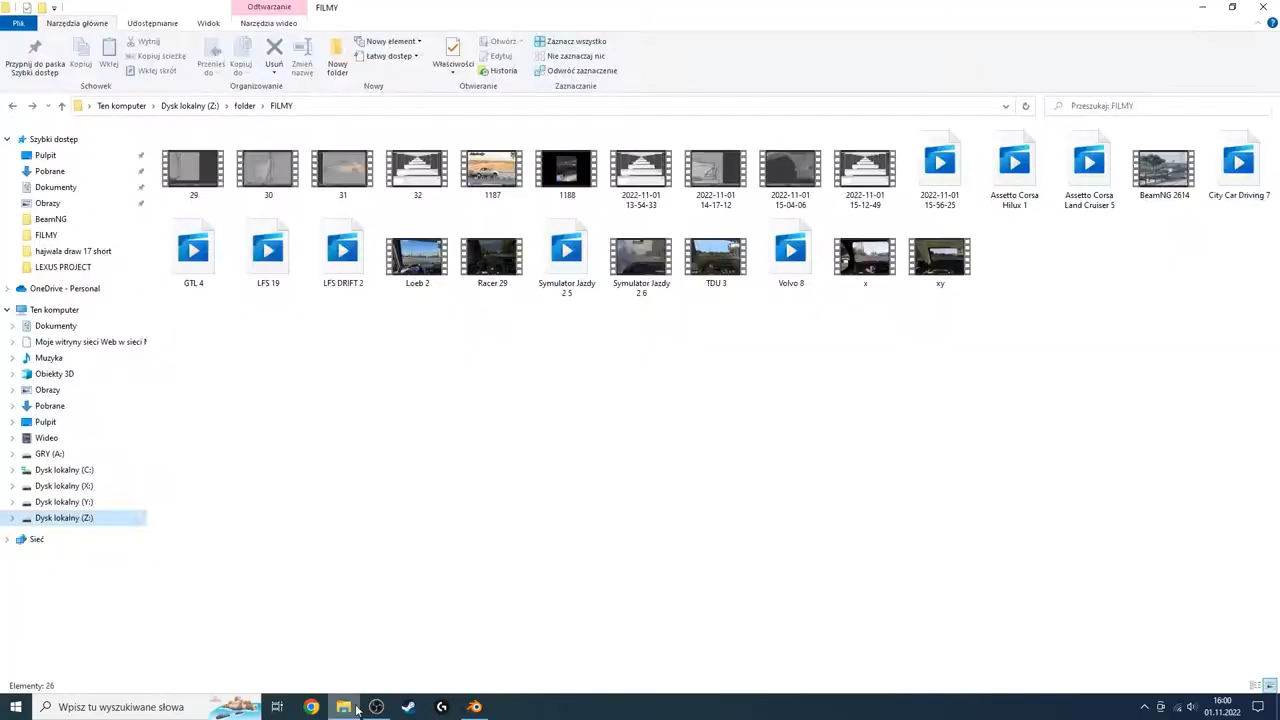 Odtwarzanie
FILMY
Plik
Narzędzia główne
Udostępnianie
Widok
Narzędzia wideo
Przypnij do paska
Szybki dostęp
Kopiuj
Wklej
Wytnij
Kopiuj ścieżkę
Wklej skrót
Schowek
Przenieś
do
Kopiuj
do
Usuń
Zmień
nazwę
Organizowanie
Nowy
folder
Nowy element
Łatwy dostęp
Nowy
Właściwości
Otwórz
Edytuj
Historia
Otwieranie
Zaznacz wszystko
Nie zaznaczaj nic
Odwróć zaznaczenie
Zaznaczanie
Ten komputer
Dysk lokalny (Z:)
folder
FILMY
Przeszukaj: FILMY
Szybki dostęp
Pulpit
Pobrane
Dokumenty
Obrazy
BeamNG
FILMY
hajwala draw 17 short
LEXUS PROJECT
OneDrive - Personal
Ten komputer
Dokumenty
Moje witryny sieci Web w sieci
Muzyka
Obiekty 3D
Obrazy
Pobrane
Pulpit
Wideo
GRY (A:)
Dysk lokalny (C:)
Dysk lokalny (X:)
Dysk lokalny (Y:)
Dysk lokalny (Z:)
Sieć
29
30
31
32
1187
1188
2022-11-01
13-54-33
2022-11-01
14-17-12
2022-11-01
15-04-06
2022-11-01
15-12-49
2022-11-01
15-56-25
Assetto Corsa
Hilux 1
Assetto Corsa
Land Cruiser 5
BeamNG 2614
City Car Driving 7
GTL 4
LFS 19
LFS DRIFT 2
Loeb 2
Racer 29
Symulator Jazdy
2 5
Symulator Jazdy
2 6
TDU 3
Volvo 8
x
xy
Elementy: 26
Wpisz tu wyszukiwane słowa
16:00
01.11.2022